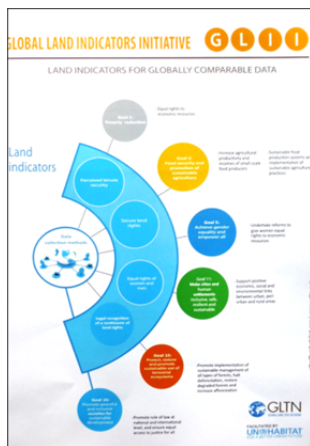 GLOBAL LAND INDICATORS INITIATIVE G L I I
LAND INDICATORS FOR GLOBALLY COMPARABLE DATA
Goal 1:
Poverty reduction
Equal rights to
economic resources
Land
indicators
Perceived tenure
security
Goal 2:
Food security and
promotion of
sustainable
agriculture
Increase agricultural
productivity and
incomes of small-scale
food producers
Sustainable food
production systems
implementation of
sustainable agriculture
practices
Secure land
rights
Data
collection methods
Goal 5:
Achieve gender
equality and
empower all
Undertake reforms to
give women equal
rights to economic
resources
Equal rights of
women and
men
Goal 11:
Make cities and
human
settlements
inclusive, safe,
resilient and
sustainable
Support positive
economic, social and
environmental links
between urban, peri
urban and rural areas
Legal recognition
of a continuum of
land rights
Goal 15:
Protect, restore
and promote
sustainable use of
terrestrial
ecosystems
Promote implementation of
sustainable management of
all types of forests, halt
deforestation, restore
degraded forests and
increase afforestation
Goal 16:
Promote peaceful
and inclusive
societies for
sustainable
development
Promote rule of law at
national and international
level, and ensure equal
access to justice for all
GLTN
FACILITATED BY
UN HABITAT
FOR A BETTER URBAN FUTURE